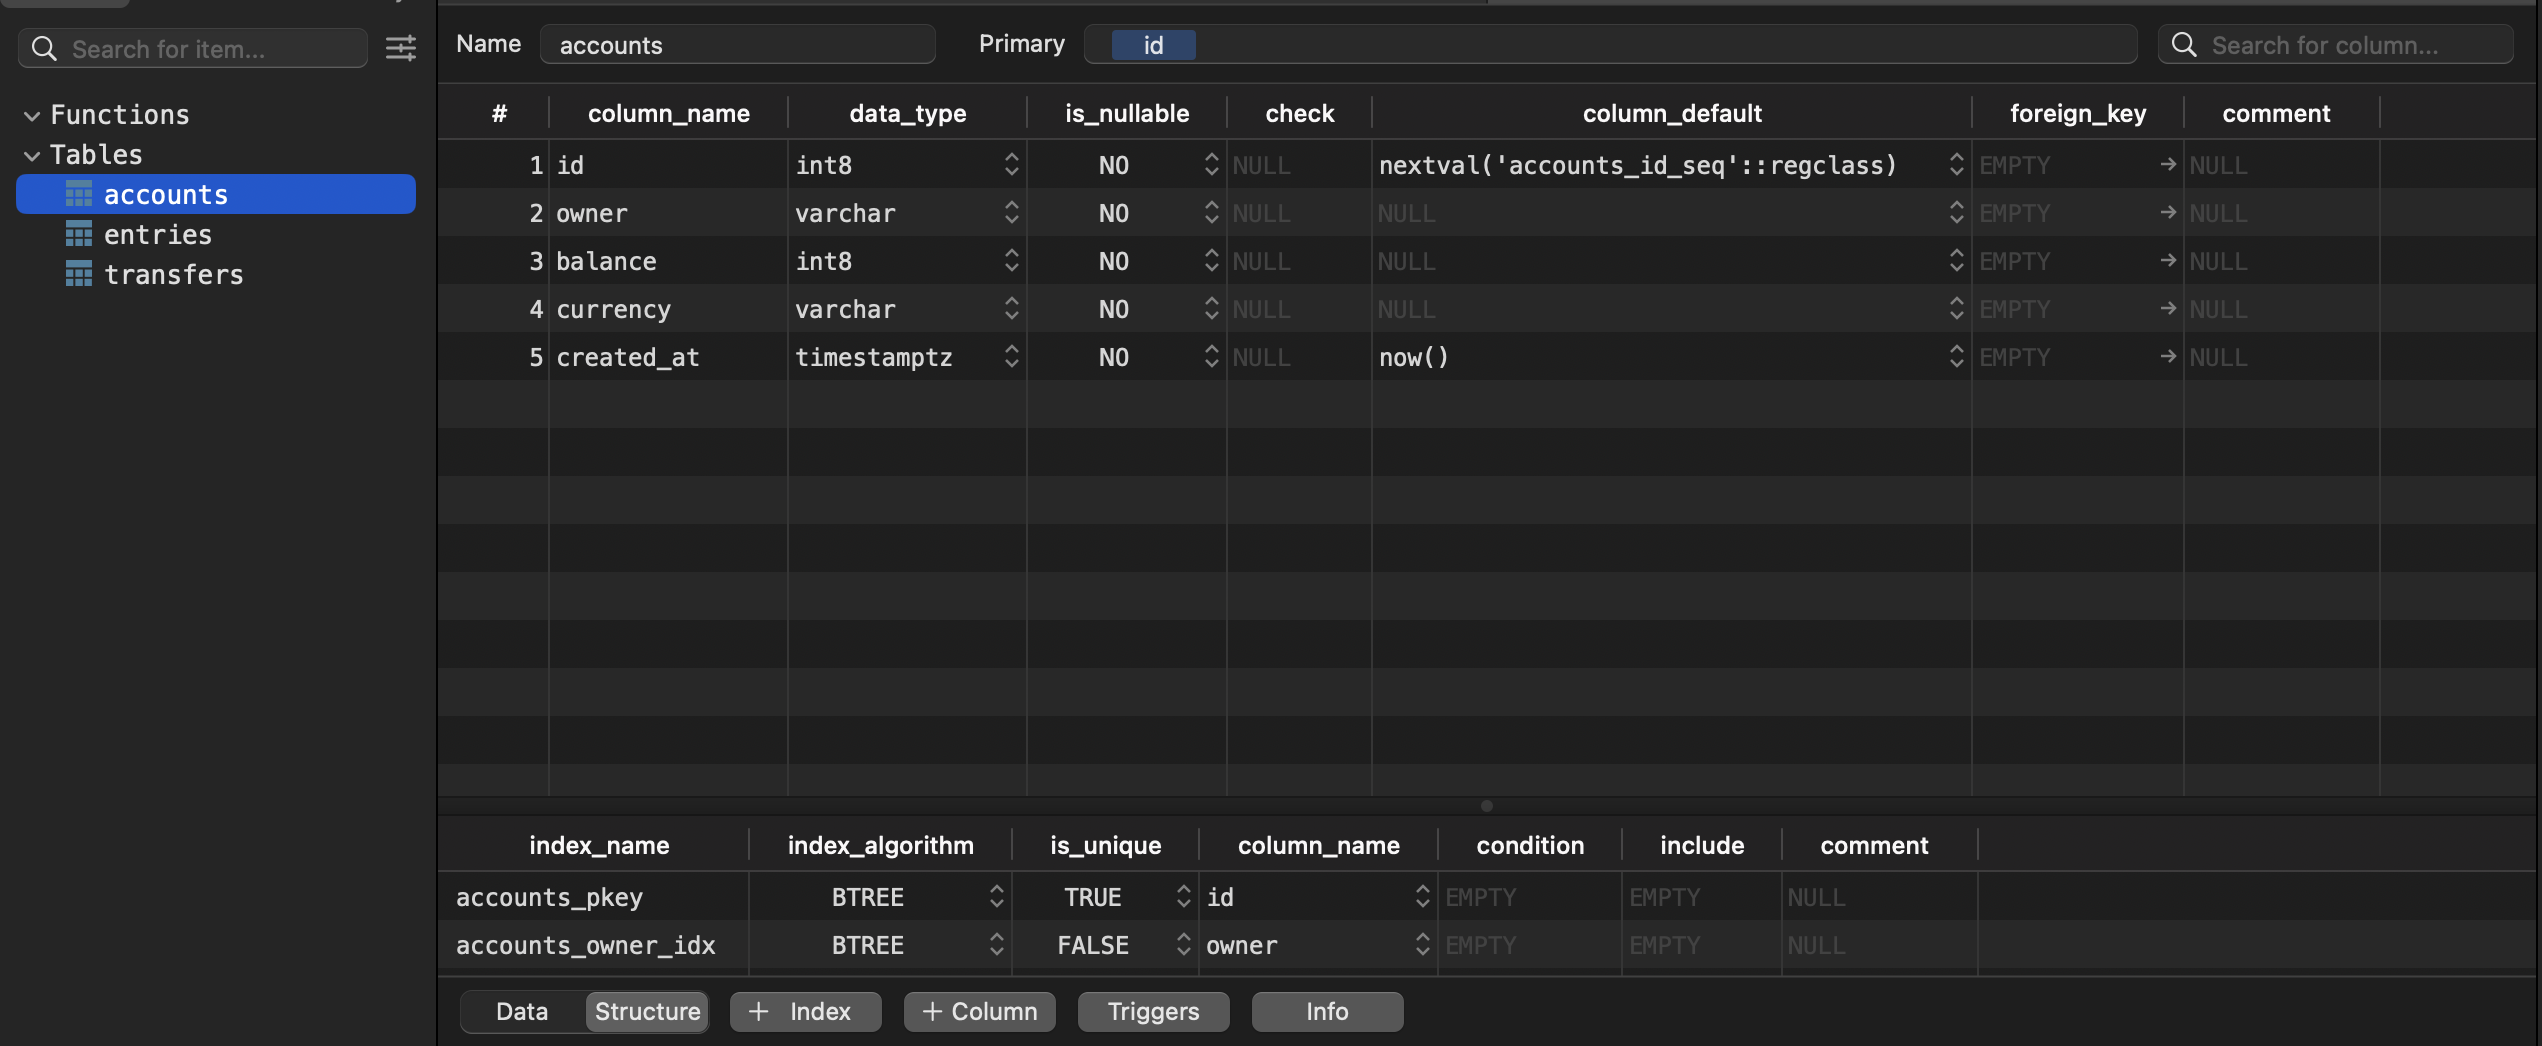 Search for item...
Functions
Tables
accounts
entries
transfers
Name accounts Primary id Search for column...
# column_name data_type is_nullable check column_default foreign_key comment
1 id int8 NO NULL nextval('accounts_id_seq'::regclass) EMPTY → NULL
2 owner varchar NO NULL NULL EMPTY → NULL
3 balance int8 NO NULL NULL EMPTY → NULL
4 currency varchar NO NULL NULL EMPTY → NULL
5 created_at timestamptz NO NULL now() EMPTY → NULL
index_name index_algorithm is_unique column_name condition include comment
accounts_pkey BTREE TRUE id EMPTY EMPTY NULL
accounts_owner_idx BTREE FALSE owner EMPTY EMPTY NULL
Data Structure + Index + Column Triggers Info